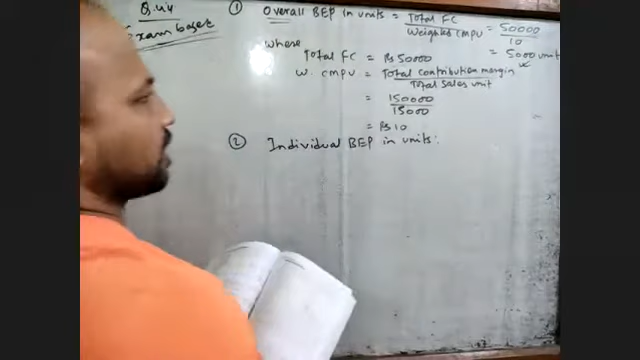 Q.44
Exam based
① Overall BEP in units = Total FC / Weighted CMPU = 50000 / 10
= 5000 unit
where
Total FC = Rs 50000
W. CMPU = Total contribution margin / Total sales unit
= 150000 / 15000
= Rs 10
② Individual BEP in units: